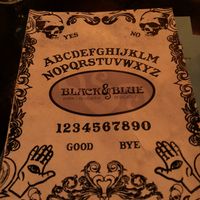 YES NO
ABCDEFGHIJKLM
NOPQRSTUVWXYZ
BLACK & BLUE
1234567890
GOOD BYE